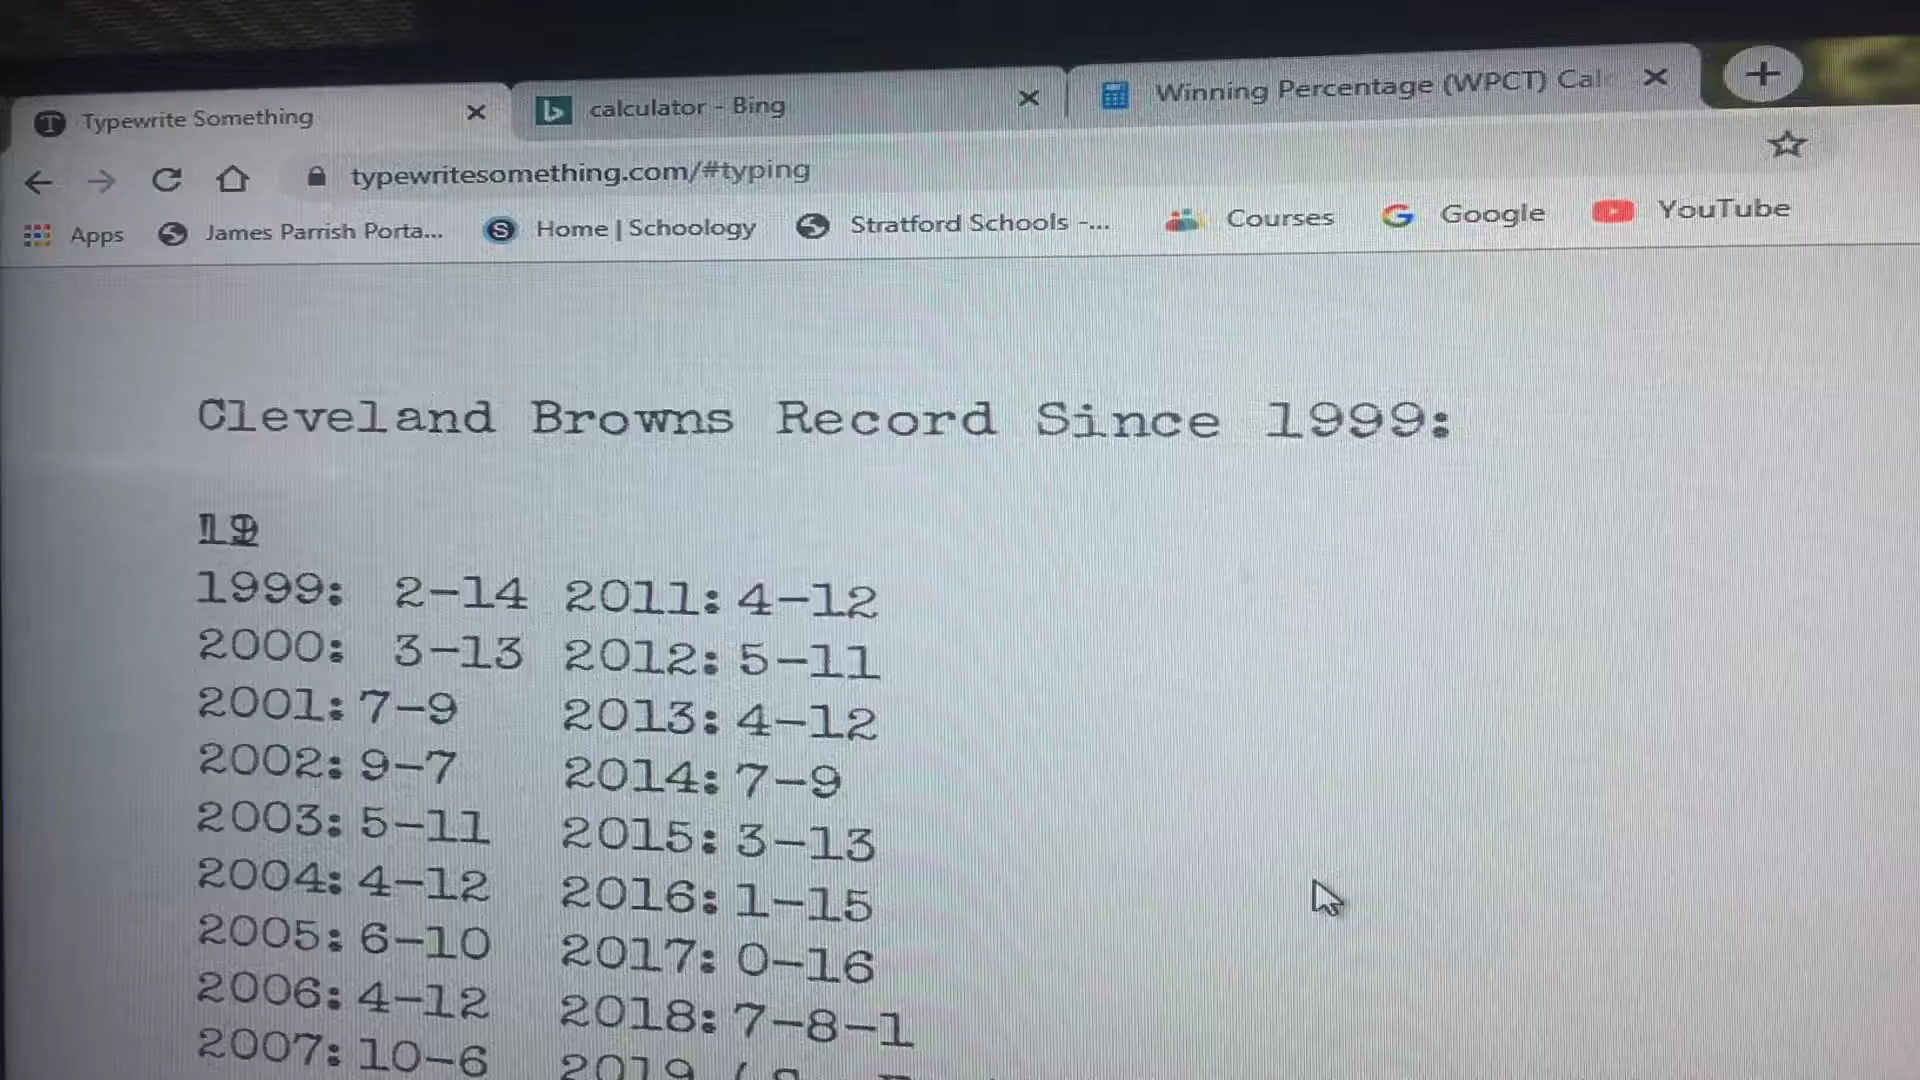 Typewrite Something
calculator - Bing
Winning Percentage (WPCT) Cal
typewritesomething.com/#typing
Apps
James Parrish Porta...
Home | Schoology
Stratford Schools -...
Courses
Google
YouTube
Cleveland Browns Record Since 1999:
1999: 2-14 2011: 4-12
2000: 3-13 2012: 5-11
2001: 7-9 2013: 4-12
2002: 9-7 2014: 7-9
2003: 5-11 2015: 3-13
2004: 4-12 2016: 1-15
2005: 6-10 2017: 0-16
2006: 4-12 2018: 7-8-1
2007: 10-6 2019